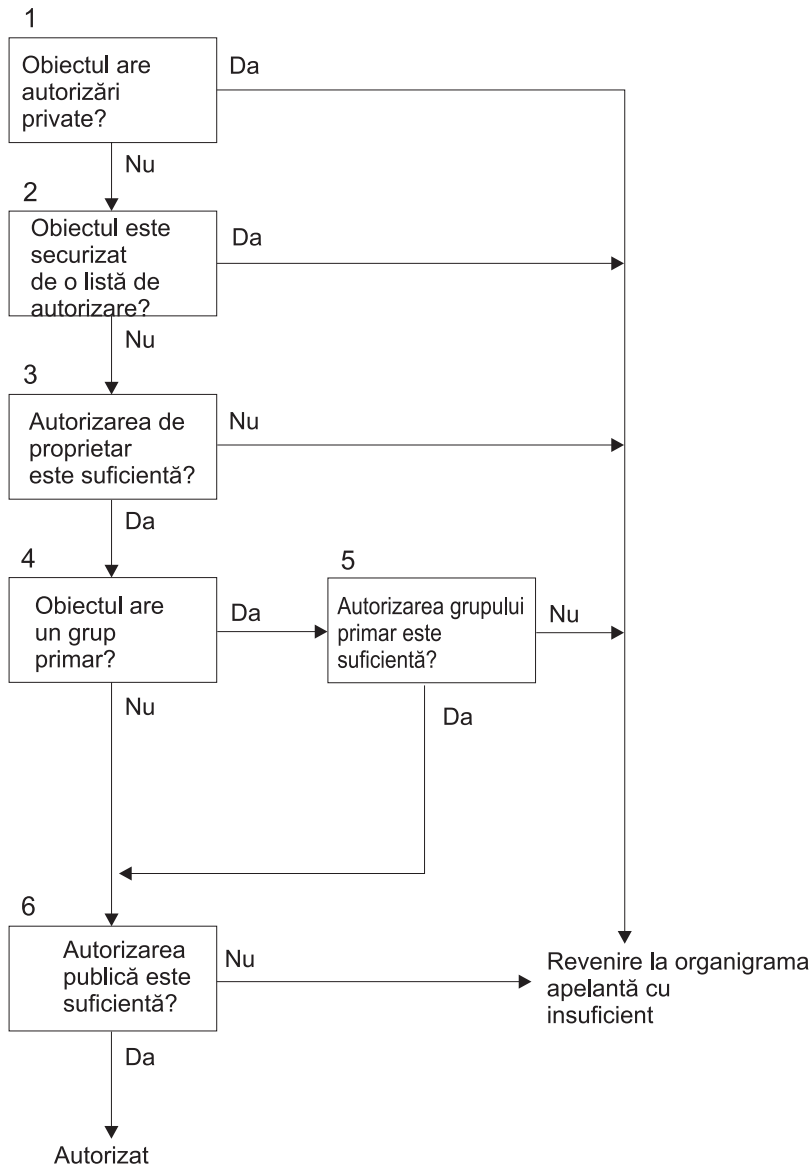 1
Obiectul are
autorizări
private?
Da
Nu
2
Obiectul este
securizat
de o listă de
autorizare?
Da
Nu
3
Autorizarea de
proprietar
este suficientă?
Nu
Da
4
Obiectul are
un grup
primar?
Da
Nu
5
Autorizarea grupului
primar este
suficientă?
Nu
Da
6
Autorizarea
publică este
suficientă?
Nu
Da
Revenire la organigrama
apelantă cu
insuficient
Autorizat